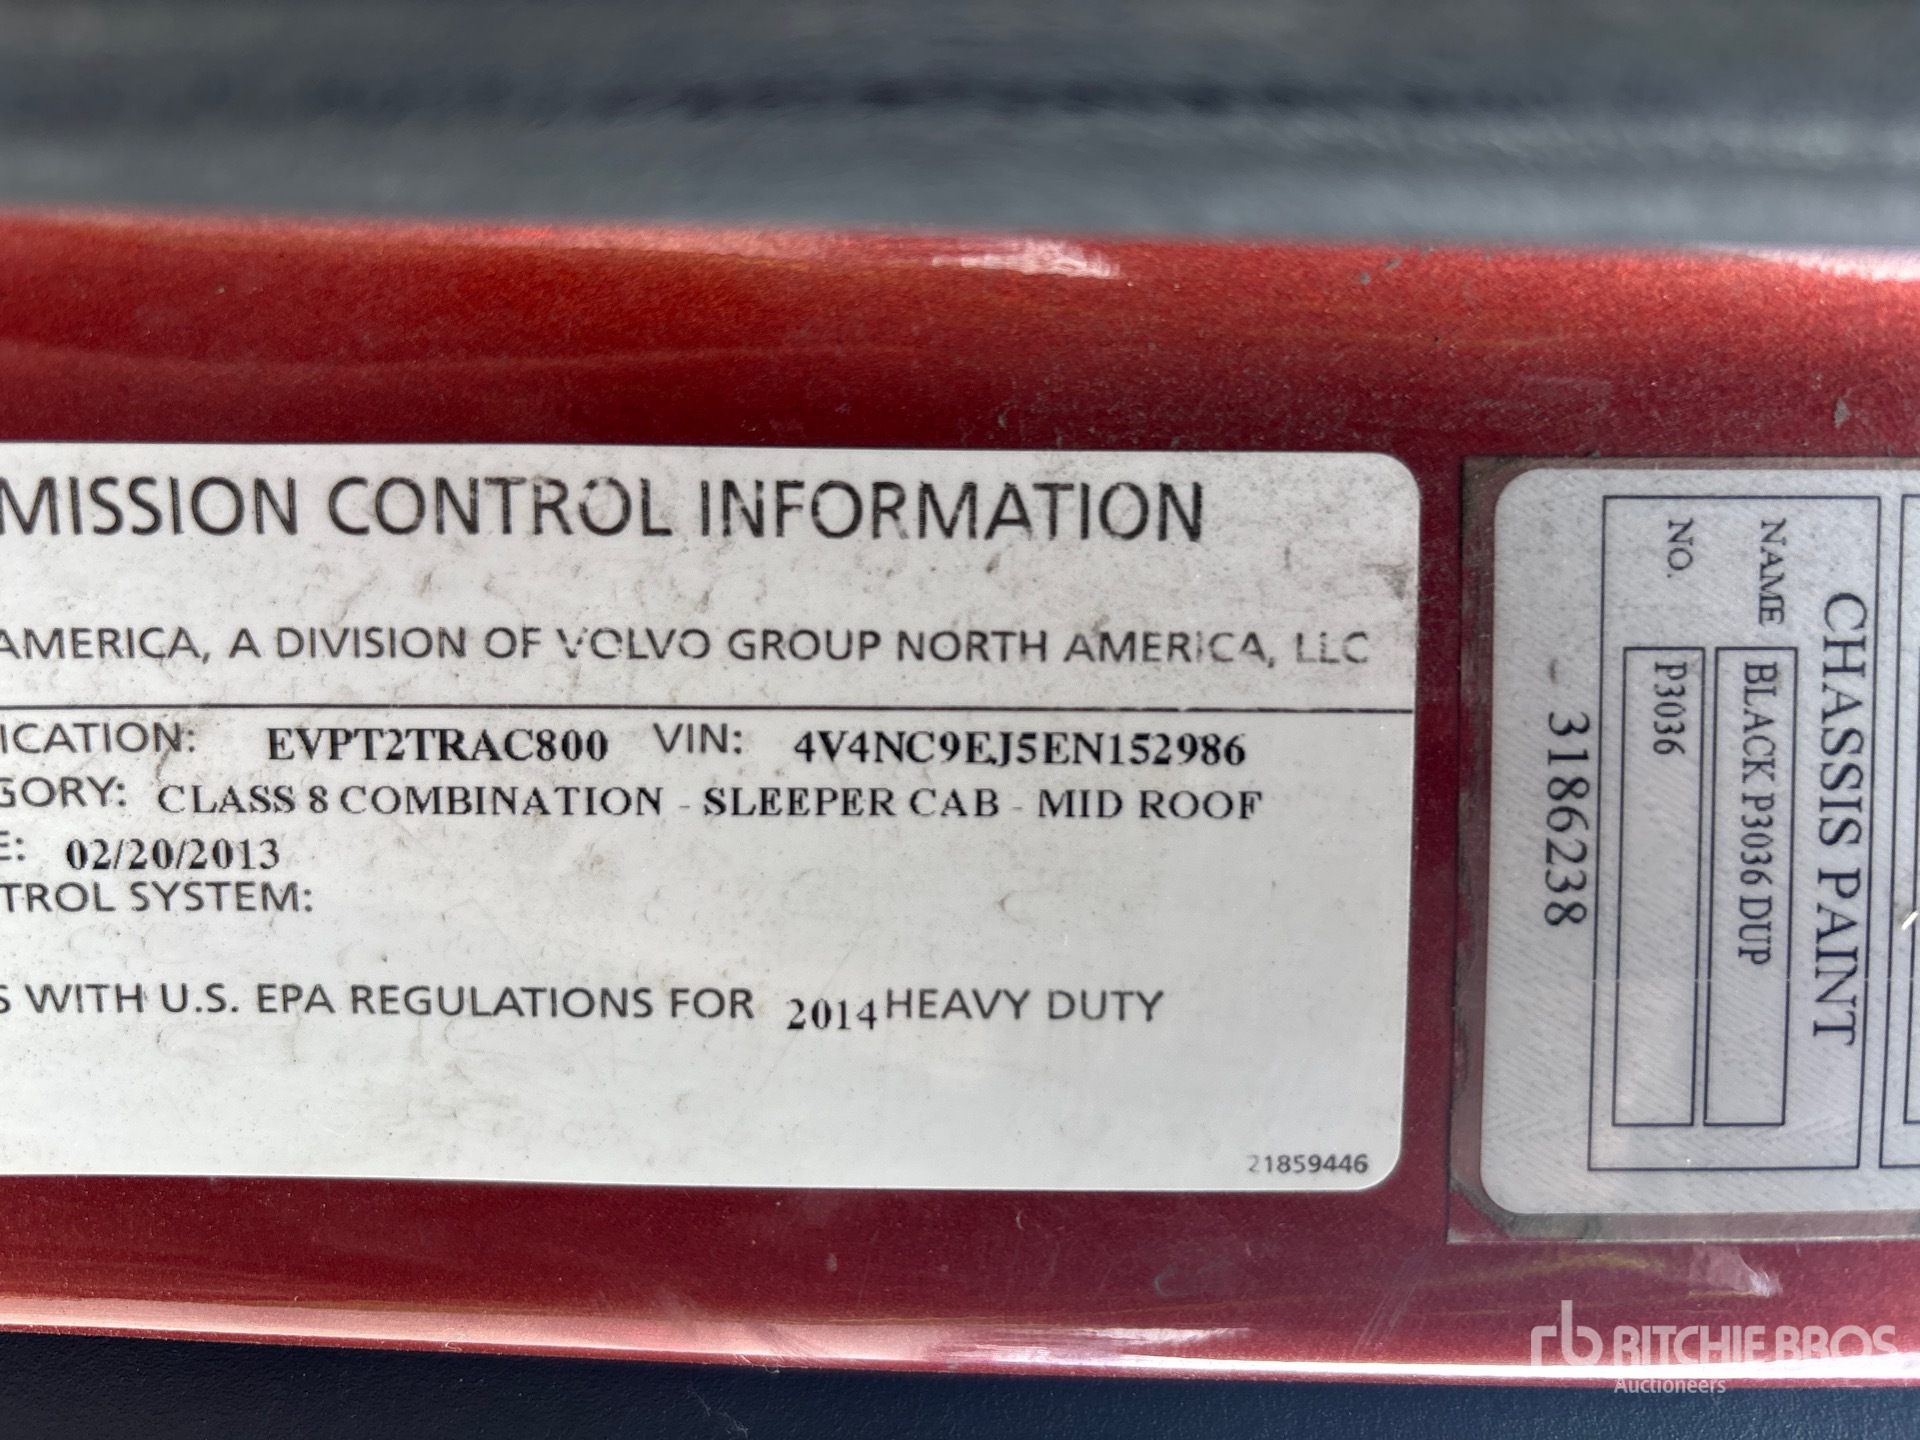 MISSION CONTROL INFORMATION
AMERICA, A DIVISION OF VOLVO GROUP NORTH AMERICA, LLC
ICATION: EVPT2TRAC800 VIN: 4V4NC9EJ5EN152986
GORY: CLASS 8 COMBINATION - SLEEPER CAB - MID ROOF
E: 02/20/2013
TROL SYSTEM:
S WITH U.S. EPA REGULATIONS FOR 2014 HEAVY DUTY
21859446
CHASSIS PAINT
NAME BLACK P3036 DUP
NO. P3036
3186238
rb RITCHIE BROS
Auctioneers